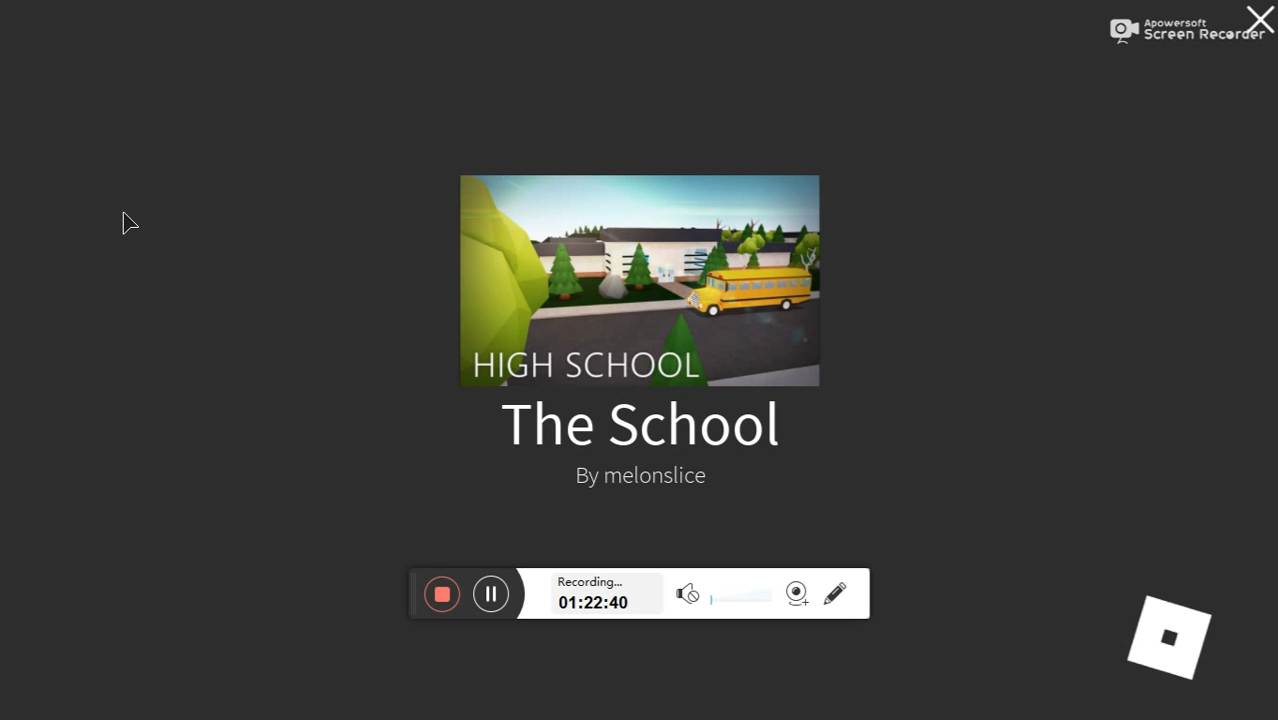 Apowersoft
Screen Recorder
HIGH SCHOOL
The School
By melonslice
Recording...
01:22:40